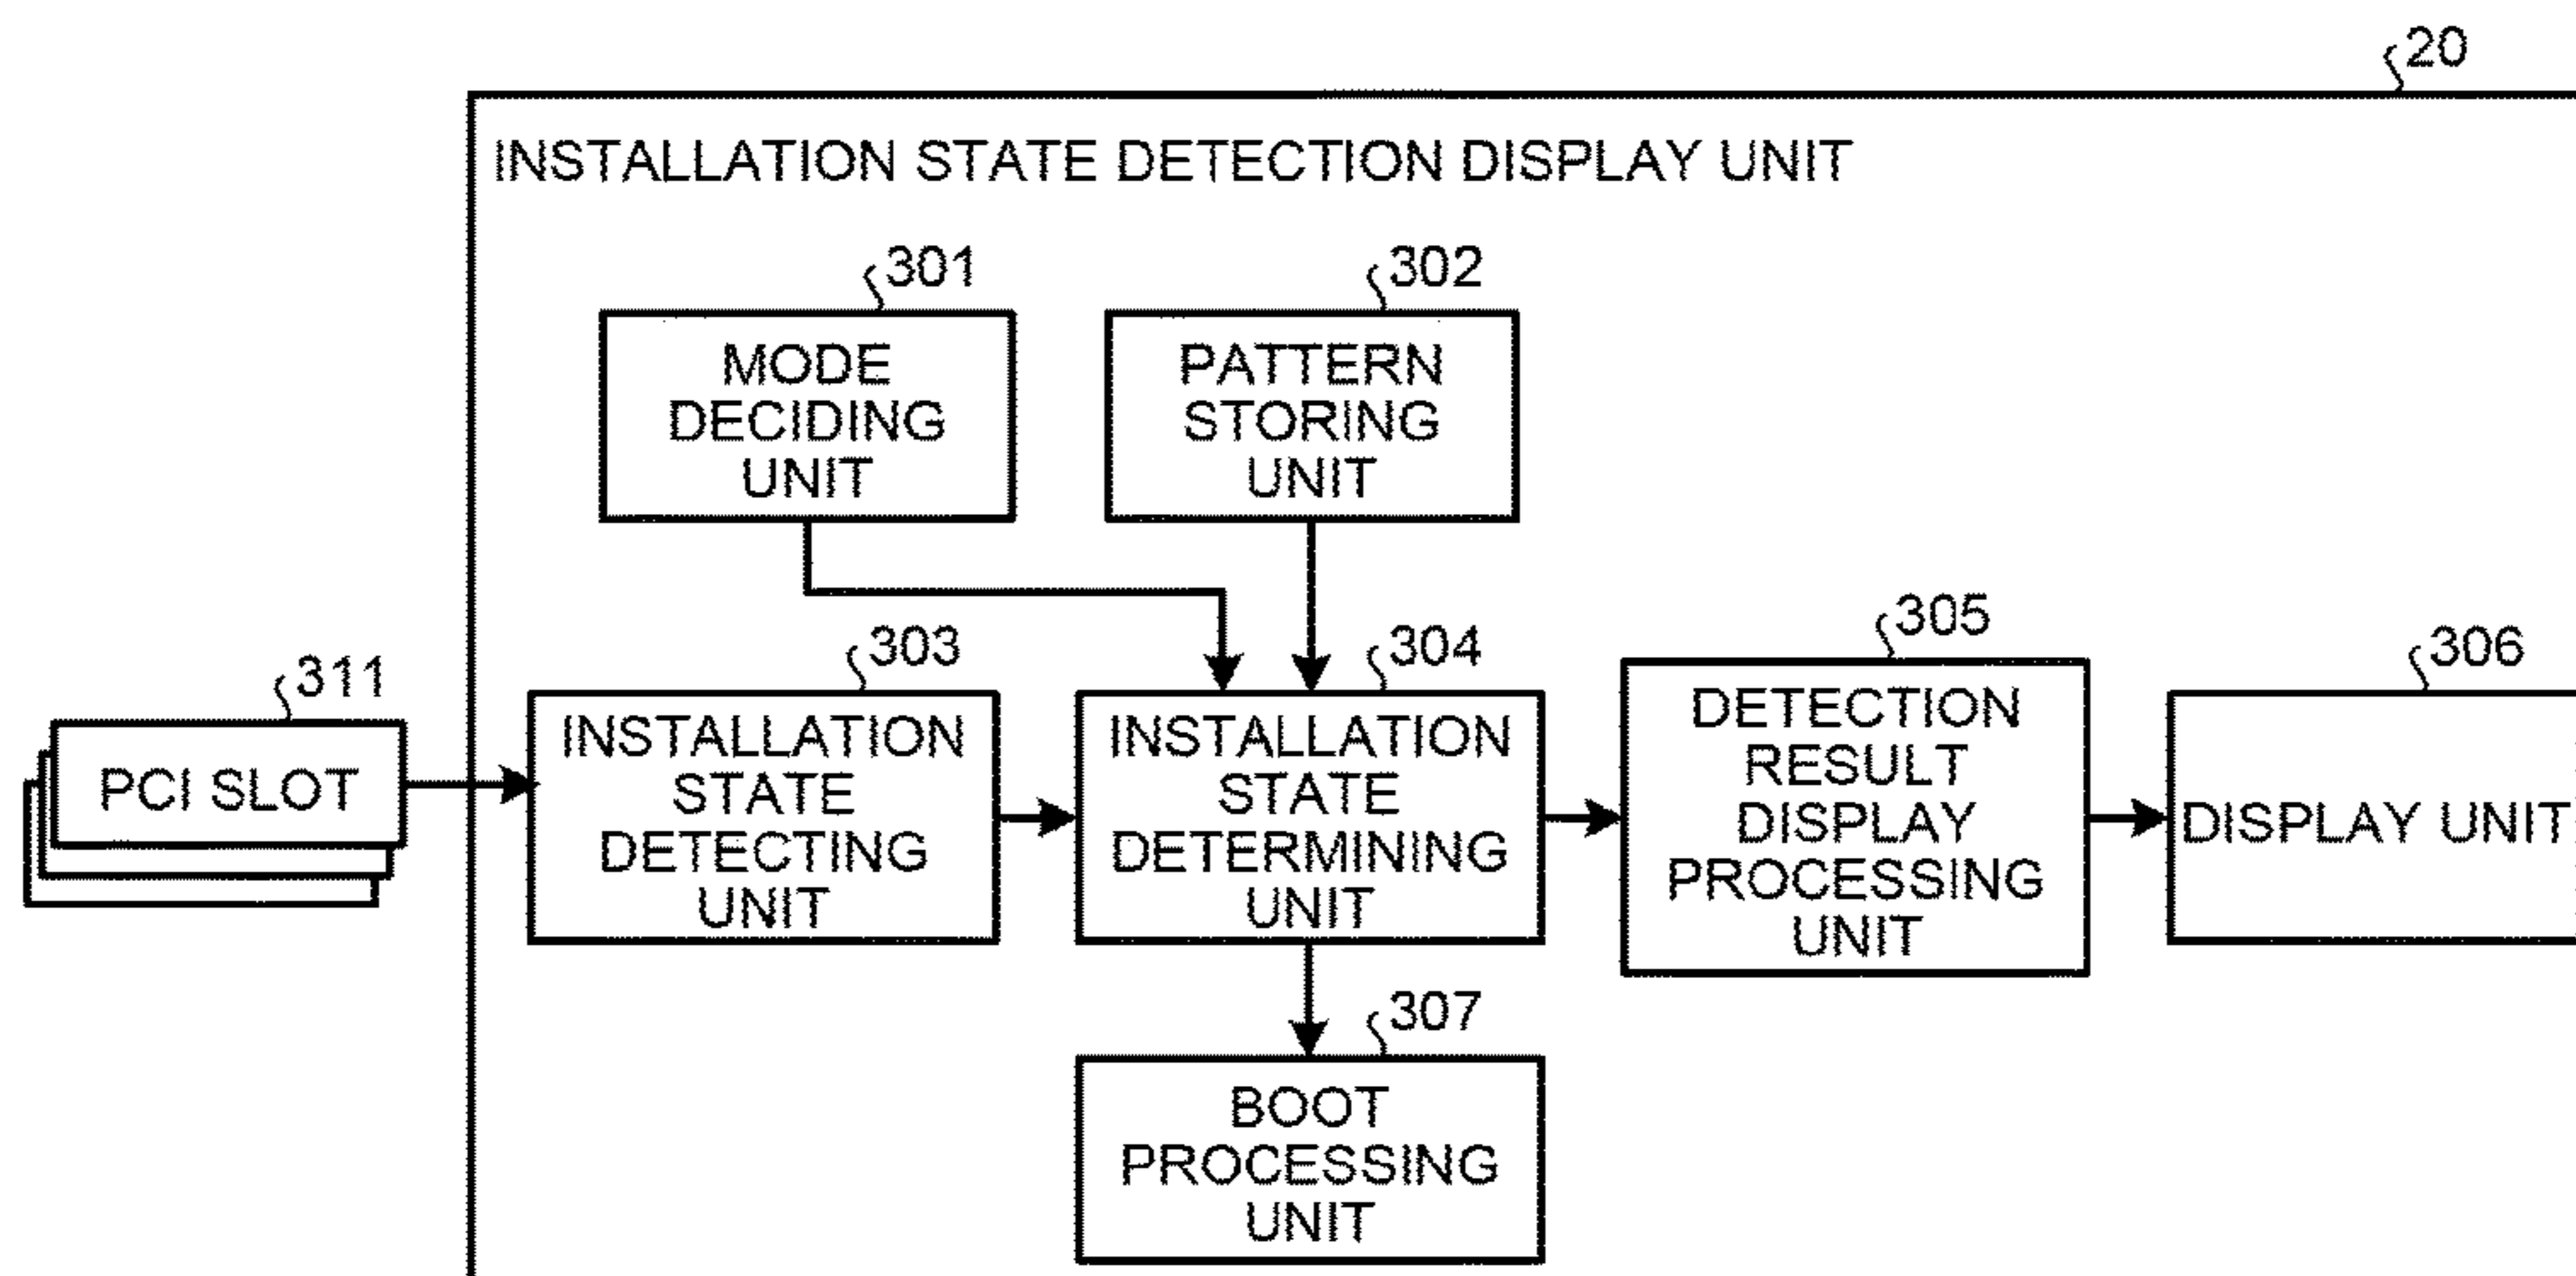 20
INSTALLATION STATE DETECTION DISPLAY UNIT
301
MODE
DECIDING
UNIT
302
PATTERN
STORING
UNIT
311
PCI SLOT
303
INSTALLATION
STATE
DETECTING
UNIT
304
INSTALLATION
STATE
DETERMINING
UNIT
305
DETECTION
RESULT
DISPLAY
PROCESSING
UNIT
306
DISPLAY UNIT
307
BOOT
PROCESSING
UNIT